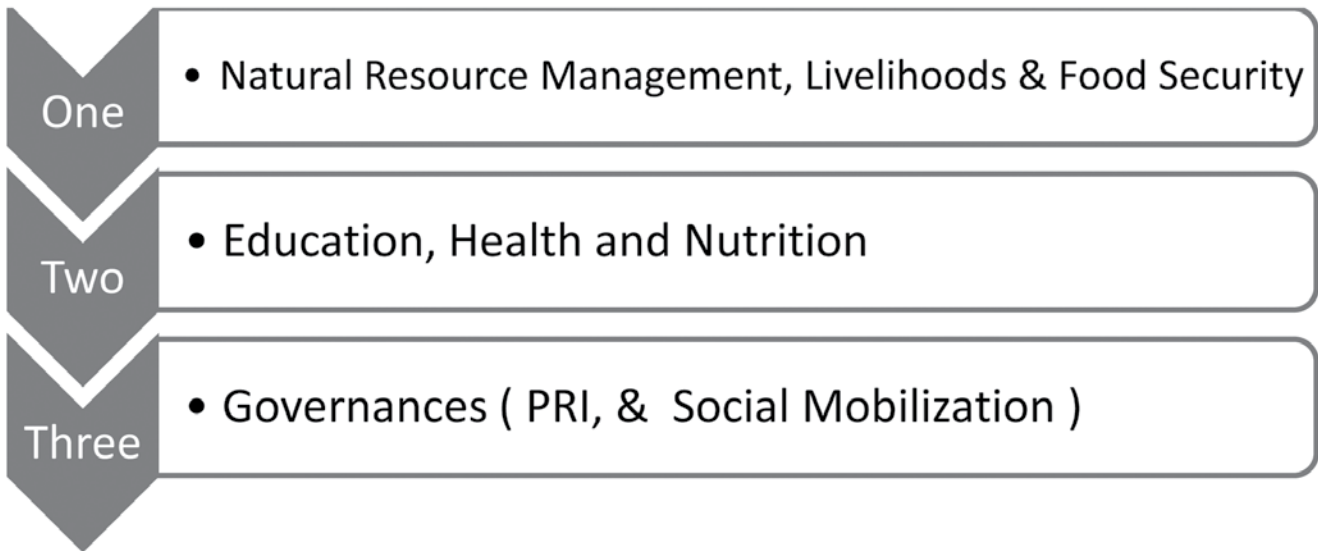 One
• Natural Resource Management, Livelihoods & Food Security
Two
• Education, Health and Nutrition
Three
• Governances ( PRI, &  Social Mobilization )